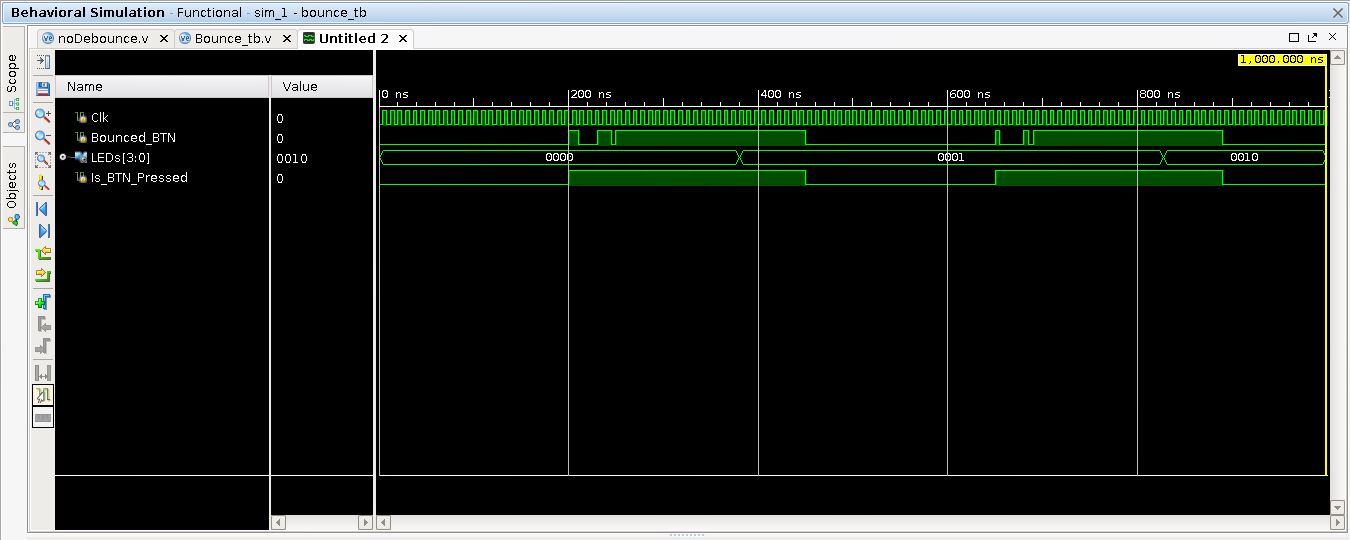 Behavioral Simulation - Functional - sim_1 - bounce_tb
noDebounce.v
Bounce_tb.v
Untitled 2
Scope
Objects
1,000.000 ns
Name
Value
0 ns
200 ns
400 ns
600 ns
800 ns
Clk
0
Bounced_BTN
0
LEDs[3:0]
0010
0000
0001
0010
Is_BTN_Pressed
0